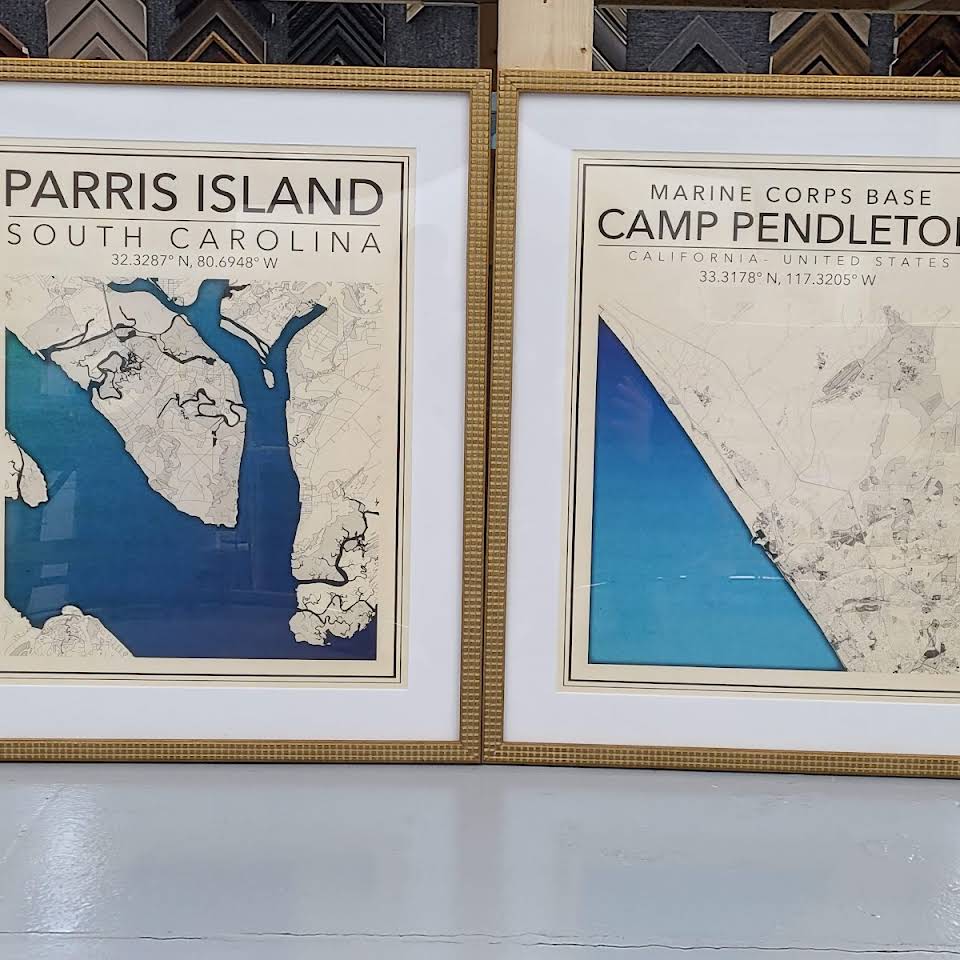 PARRIS ISLAND
SOUTH CAROLINA
32.3287° N, 80.6948° W
MARINE CORPS BASE
CAMP PENDLETON
CALIFORNIA- UNITED STATES
33.3178° N, 117.3205° W